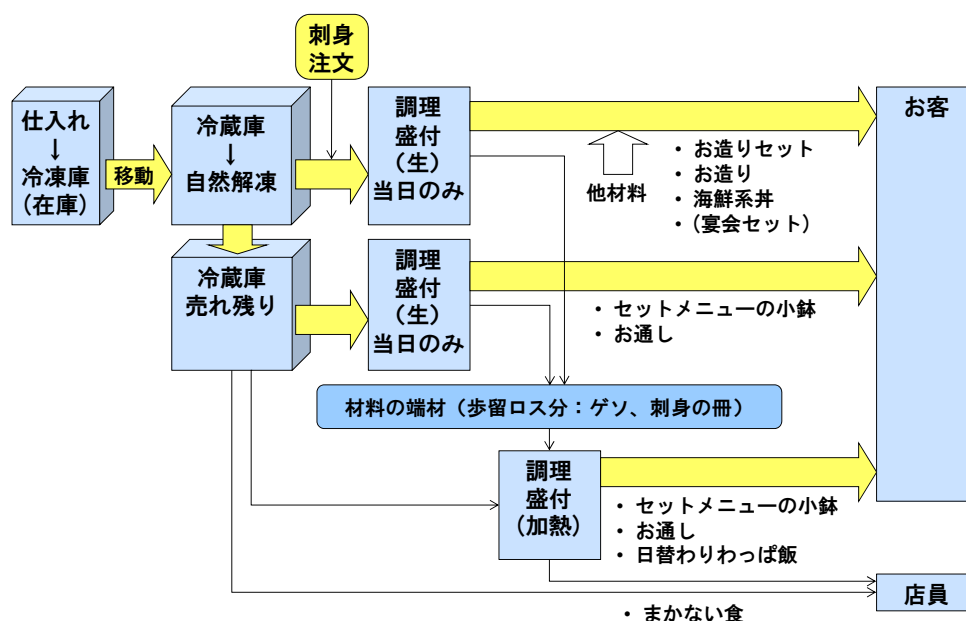 刺身
注文
仕入れ
↓
冷凍庫
(在庫)
移動
冷蔵庫
↓
自然解凍
調理
盛付
(生)
当日のみ
他材料
・ お造りセット
・ お造り
・ 海鮮系丼
・ (宴会セット)
お客
冷蔵庫
売れ残り
調理
盛付
(生)
当日のみ
・ セットメニューの小鉢
・ お通し
材料の端材（歩留ロス分：ゲソ、刺身の冊）
調理
盛付
(加熱)
・ セットメニューの小鉢
・ お通し
・ 日替わりわっぱ飯
店員
・ まかない食